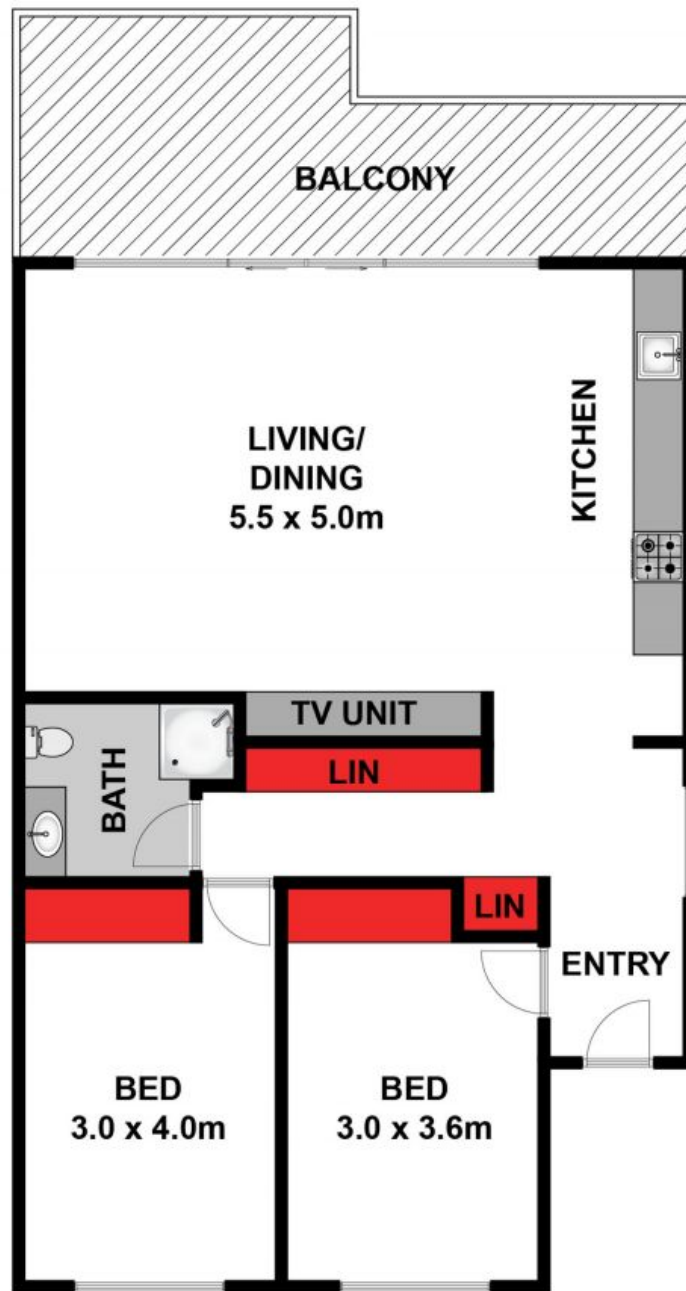 BALCONY
LIVING/
DINING
5.5 x 5.0m
KITCHEN
TV UNIT
LIN
BATH
LIN
ENTRY
BED
3.0 x 4.0m
BED
3.0 x 3.6m